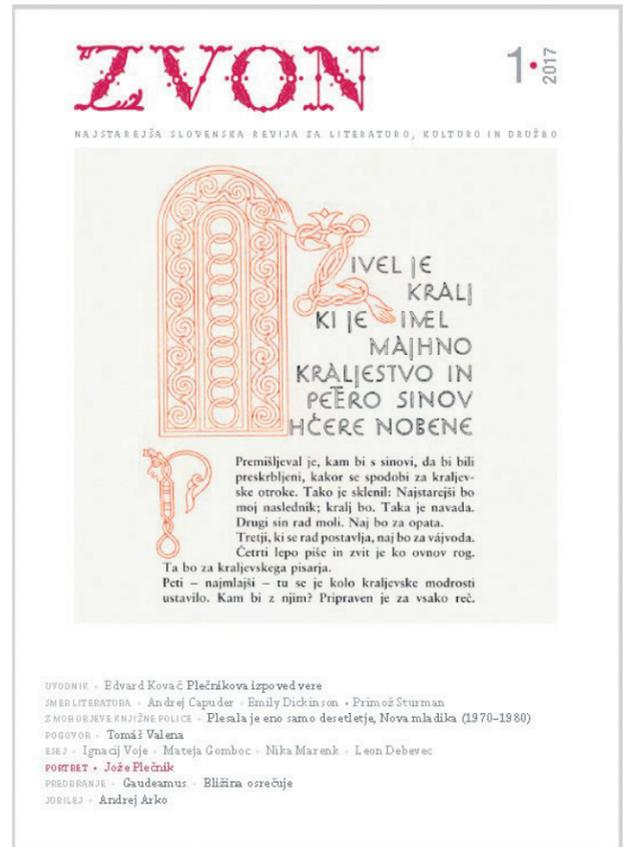 ZVON
1•2017
NAJSTAREJŠA SLOVENSKA REVIJA ZA LITERATURO, KULTURO IN DRUŽBO
ŽIVEL JE
KRALJ
KI JE IMEL
MAJHNO
KRALJESTVO IN
PETERO SINOV
HČERE NOBENE
Premišljeval je, kam bi s sinovi, da bi bili
preskrbljeni, kakor se spodobi za kraljev-
ske otroke. Tako je sklenil: Najstarejši bo
moj naslednik; kralj bo. Taka je navada.
Drugi sin rad moli. Naj bo za opata.
Tretji, ki se rad postavlja, naj bo za vájvoda.
Četrti lepo piše in zvit je ko ovnov rog.
Ta bo za kraljevskega pisarja.
Peti – najmlajši – tu se je kolo kraljevske modrosti
ustavilo. Kam bi z njim? Pripraven je za vsako reč.
UVODNIK • Edvard Kovač Plečnikova izpoved vere
SMER LITERATURA • Andrej Capuder • Emily Dickinson • Primož Sturman
Z MOHORJEVE KNJIŽNE POLICE • Plesala je eno samo desetletje, Nova mladika (1970–1980)
POGOVOR • Tomáš Valena
ESEJ • Ignacij Voje • Mateja Gomboc • Nika Marenk • Leon Debevec
PORTRET • Jože Plečnik
PREDBRANJE • Gaudeamus • Bližina osrečuje
JUBILEJ • Andrej Arko